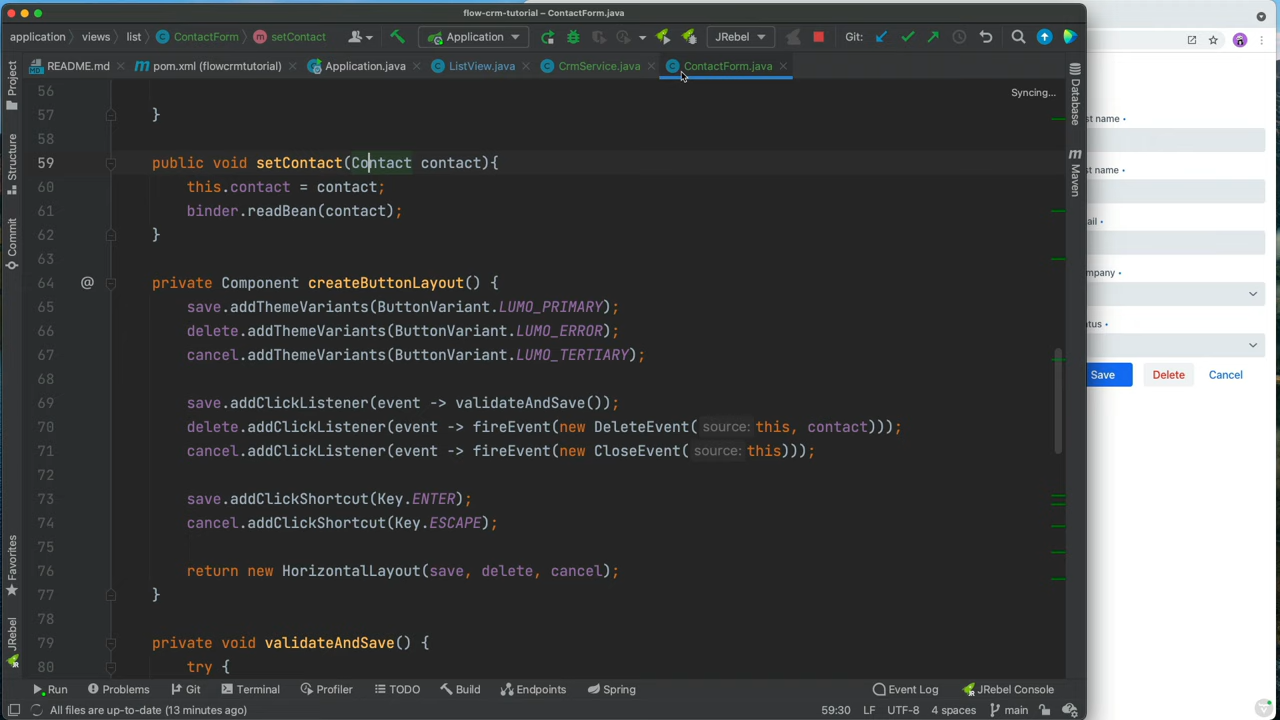 flow-crm-tutorial – ContactForm.java
application views list ContactForm setContact Application JRebel Git:
README.md pom.xml (flowcrmtutorial) Application.java ListView.java CrmService.java ContactForm.java
Syncing...
56
57 }
58
59 public void setContact(Contact contact){
60 this.contact = contact;
61 binder.readBean(contact);
62 }
63
64 @ private Component createButtonLayout() {
65 save.addThemeVariants(ButtonVariant.LUMO_PRIMARY);
66 delete.addThemeVariants(ButtonVariant.LUMO_ERROR);
67 cancel.addThemeVariants(ButtonVariant.LUMO_TERTIARY);
68
69 save.addClickListener(event -> validateAndSave());
70 delete.addClickListener(event -> fireEvent(new DeleteEvent( source: this, contact)));
71 cancel.addClickListener(event -> fireEvent(new CloseEvent( source: this)));
72
73 save.addClickShortcut(Key.ENTER);
74 cancel.addClickShortcut(Key.ESCAPE);
75
76 return new HorizontalLayout(save, delete, cancel);
77 }
78
79 private void validateAndSave() {
80 try {
Project
Structure
Commit
Favorites
JRebel
Database
Maven
st name •
st name •
ail •
mpany •
atus •
Save Delete Cancel
Run Problems Git Terminal Profiler TODO Build Endpoints Spring Event Log JRebel Console
All files are up-to-date (13 minutes ago) 59:30 LF UTF-8 4 spaces main